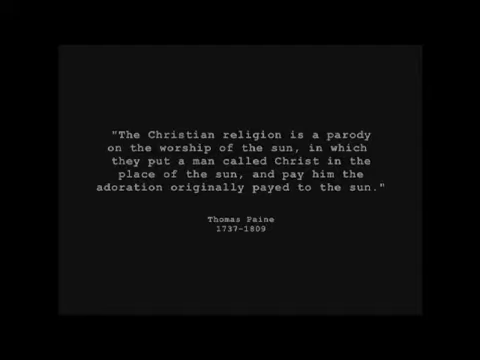 "The Christian religion is a parody
on the worship of the sun, in which
they put a man called Christ in the
place of the sun, and pay him the
adoration originally payed to the sun."
Thomas Paine
1737-1809